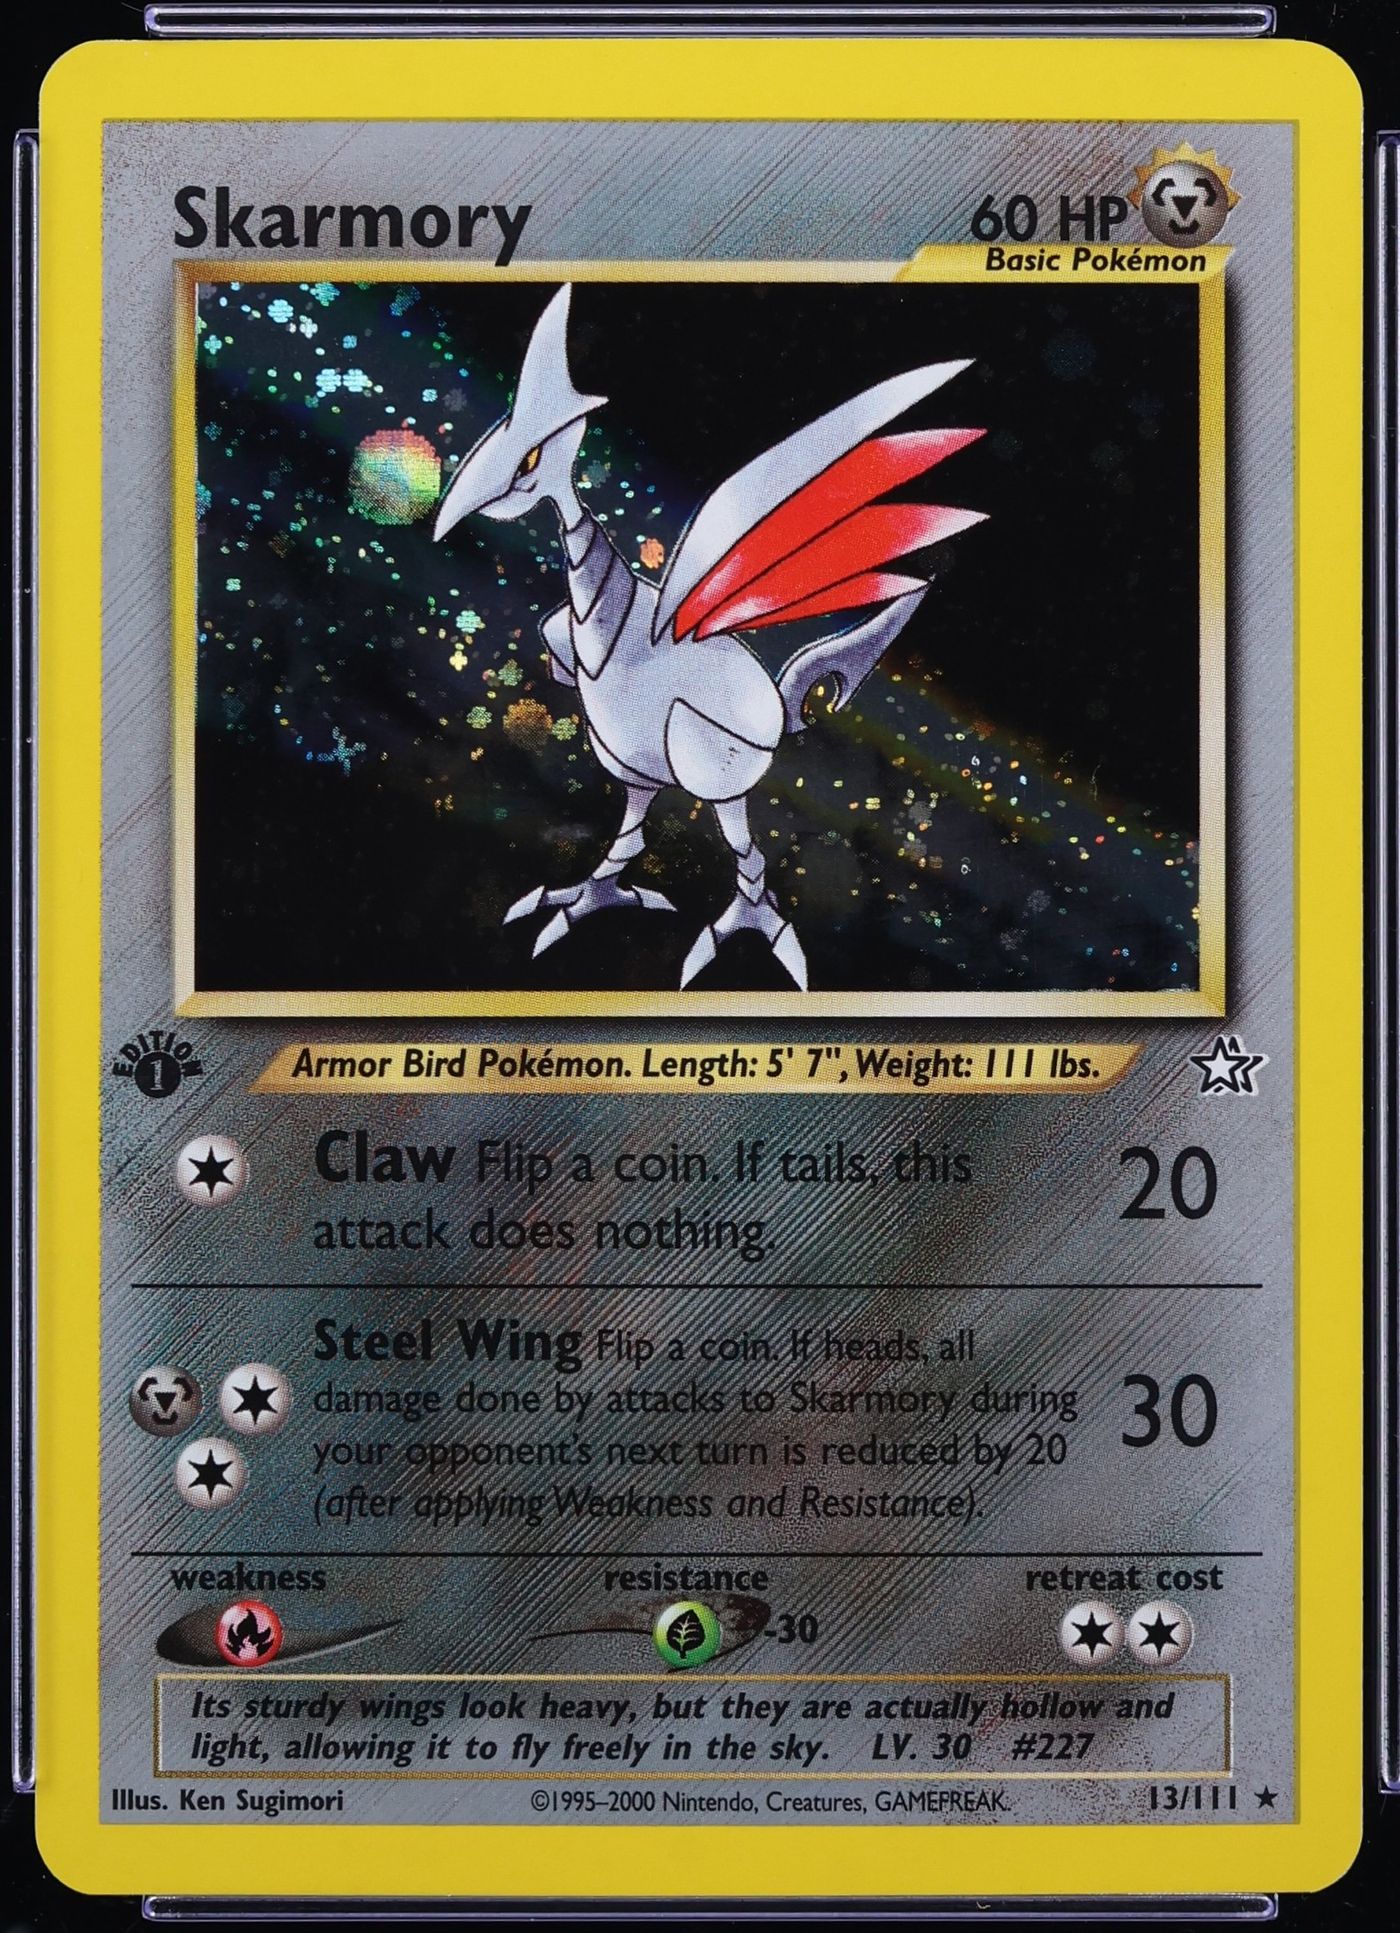 Skarmory
60 HP
Basic Pokémon
EDITION
1
Armor Bird Pokémon. Length: 5' 7", Weight: 111 lbs.
Claw Flip a coin. If tails, this
attack does nothing.
20
Steel Wing Flip a coin. If heads, all
damage done by attacks to Skarmory during
your opponent's next turn is reduced by 20
(after applying Weakness and Resistance).
30
weakness
resistance
retreat cost
-30
Its sturdy wings look heavy, but they are actually hollow and
light, allowing it to fly freely in the sky. LV. 30 #227
Illus. Ken Sugimori
©1995–2000 Nintendo, Creatures, GAMEFREAK.
13/111 ★